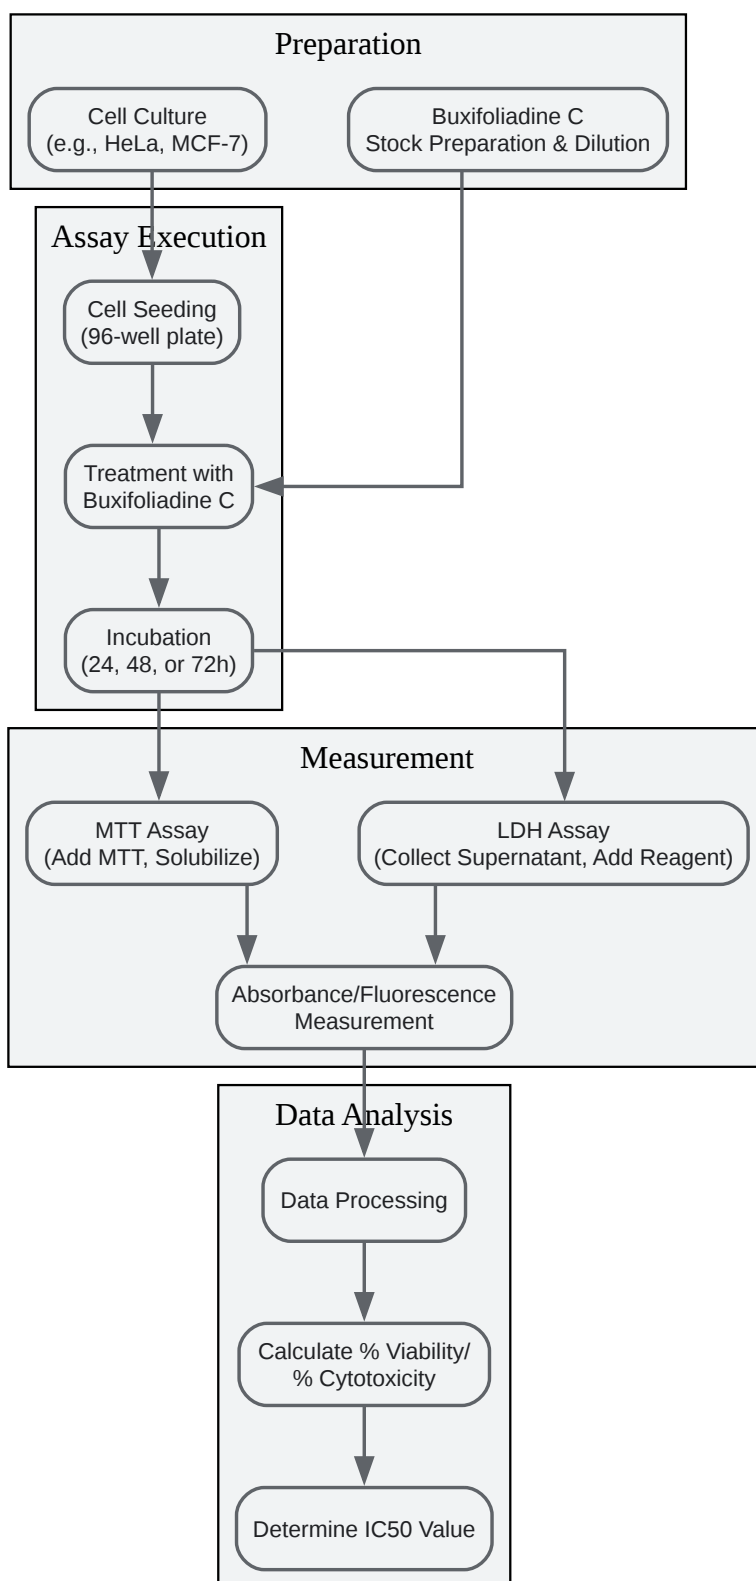 Preparation
Cell Culture
(e.g., HeLa, MCF-7)
Buxifoliadine C
Stock Preparation & Dilution
Assay Execution
Cell Seeding
(96-well plate)
Treatment with
Buxifoliadine C
Incubation
(24, 48, or 72h)
Measurement
MTT Assay
(Add MTT, Solubilize)
LDH Assay
(Collect Supernatant, Add Reagent)
Absorbance/Fluorescence
Measurement
Data Analysis
Data Processing
Calculate % Viability/
% Cytotoxicity
Determine IC50 Value